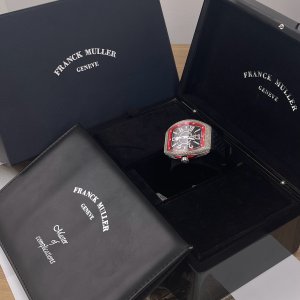 FRANCK MULLER
GENEVE
FRANCK MULLER
GENEVE
FRANCK MULLER
GENEVE
Master
of
complications